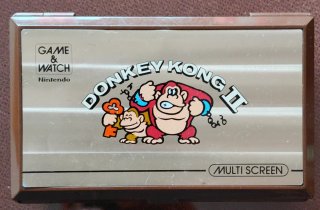 GAME
&
WATCH
Nintendo
DONKEY KONG II
MULTI SCREEN